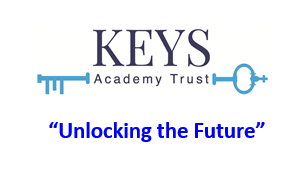 KEYS
Academy Trust
“Unlocking the Future”